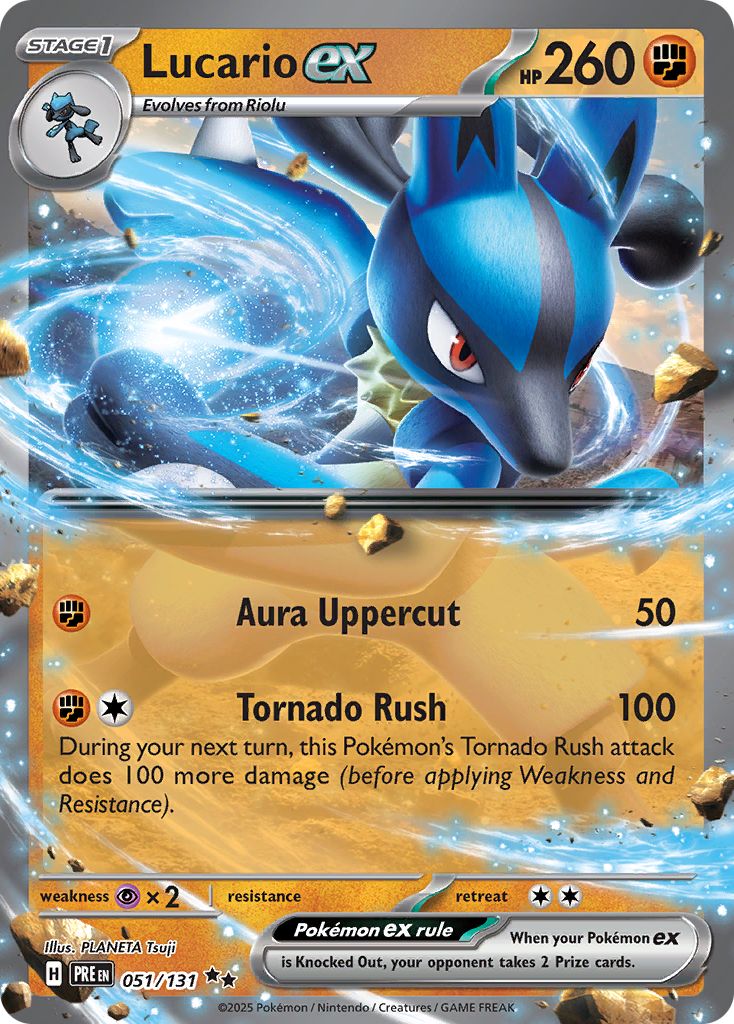 STAGE 1
Lucario ex
HP 260
Evolves from Riolu
Aura Uppercut 50
Tornado Rush 100
During your next turn, this Pokémon's Tornado Rush attack
does 100 more damage (before applying Weakness and
Resistance).
weakness ×2 resistance retreat
Illus. PLANETA Tsuji
Pokémon ex rule When your Pokémon ex
is Knocked Out, your opponent takes 2 Prize cards.
H PRE EN 051/131
©2025 Pokémon / Nintendo / Creatures / GAME FREAK